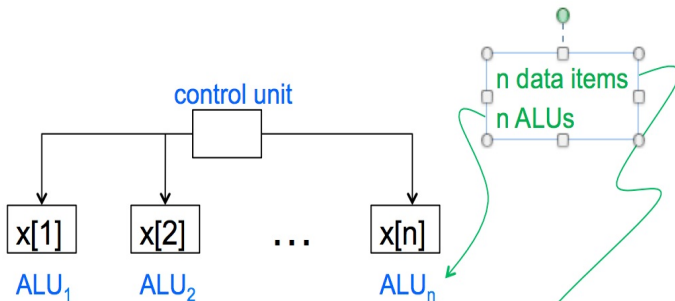 control unit
n data items
n ALUs
x[1] x[2] ... x[n]
ALU₁ ALU₂ ALUₙ